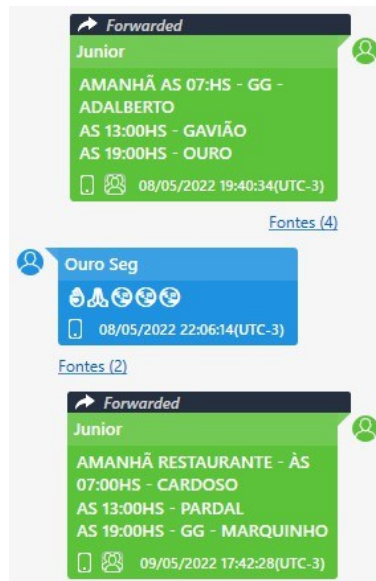 Forwarded
Junior
AMANHÃ AS 07:HS - GG -
ADALBERTO
AS 13:00HS - GAVIÃO
AS 19:00HS - OURO
08/05/2022 19:40:34(UTC-3)
Fontes (4)
Ouro Seg
08/05/2022 22:06:14(UTC-3)
Fontes (2)
Forwarded
Junior
AMANHÃ RESTAURANTE - ÀS
07:00HS - CARDOSO
AS 13:00HS - PARDAL
AS 19:00HS - GG - MARQUINHO
09/05/2022 17:42:28(UTC-3)